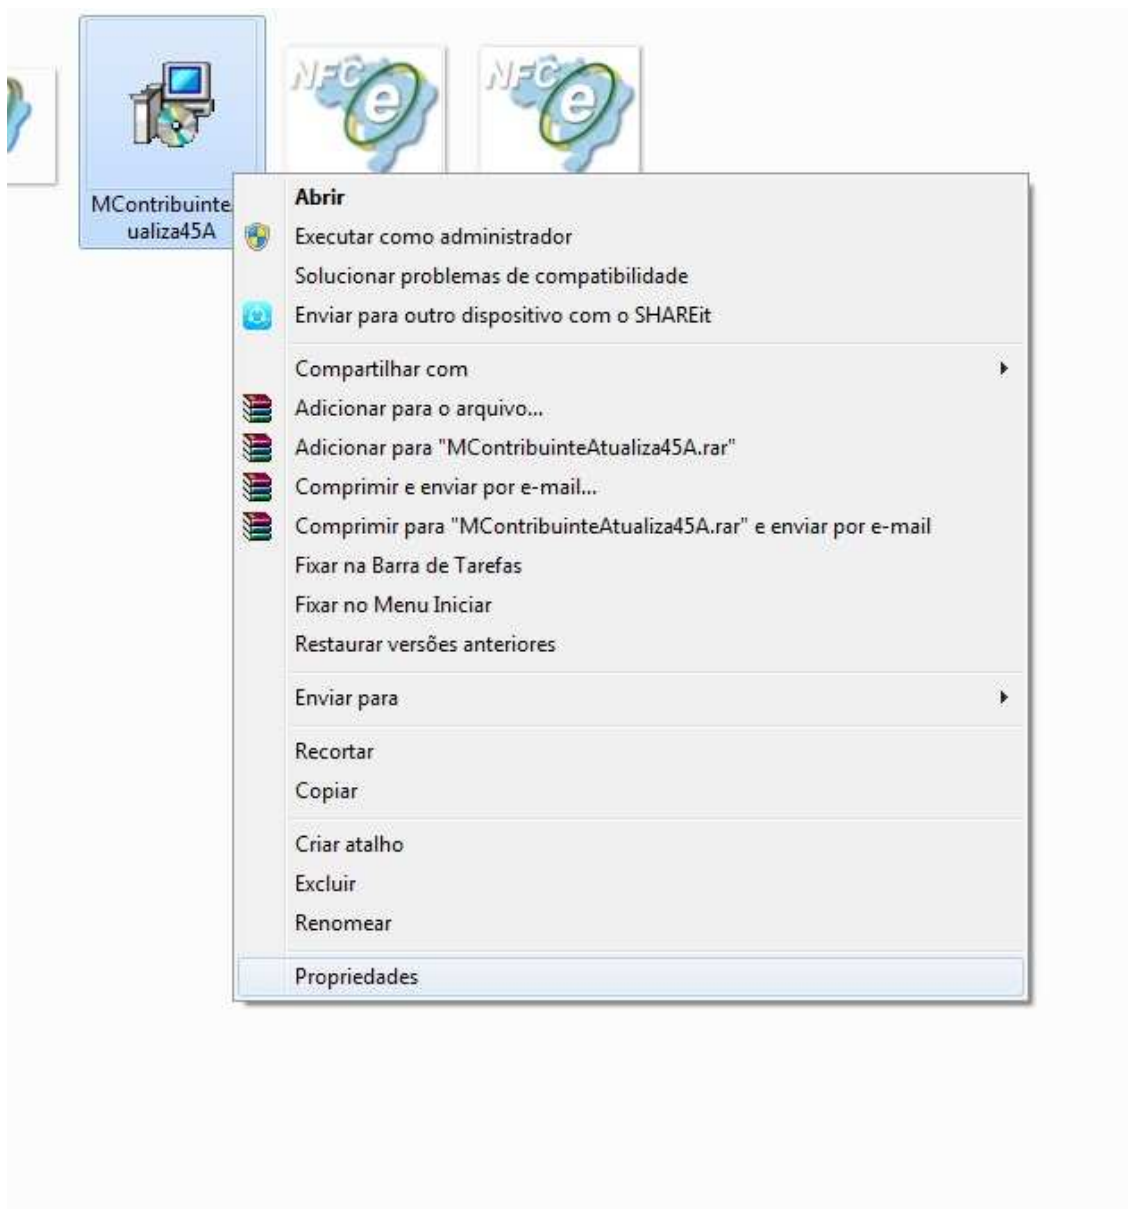 NFC
e
NFC
e
MContribuinte
ualiza45A
Abrir
Executar como administrador
Solucionar problemas de compatibilidade
Enviar para outro dispositivo com o SHAREit
Compartilhar com
Adicionar para o arquivo...
Adicionar para "MContribuinteAtualiza45A.rar"
Comprimir e enviar por e-mail...
Comprimir para "MContribuinteAtualiza45A.rar" e enviar por e-mail
Fixar na Barra de Tarefas
Fixar no Menu Iniciar
Restaurar versões anteriores
Enviar para
Recortar
Copiar
Criar atalho
Excluir
Renomear
Propriedades